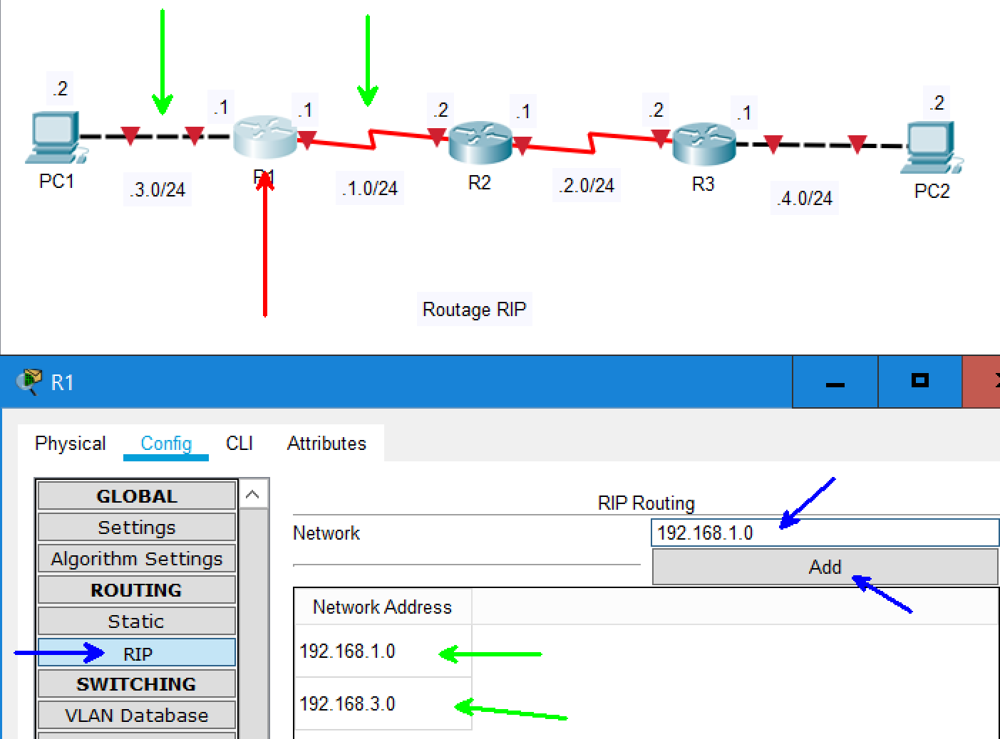 .2
.1
.1
.2
.1
.2
.1
.2
PC1
R1
R2
R3
PC2
.3.0/24
.1.0/24
.2.0/24
.4.0/24
Routage RIP
R1
Physical Config CLI Attributes
GLOBAL
Settings
Algorithm Settings
ROUTING
Static
RIP
SWITCHING
VLAN Database
RIP Routing
Network 192.168.1.0
Add
Network Address
192.168.1.0
192.168.3.0